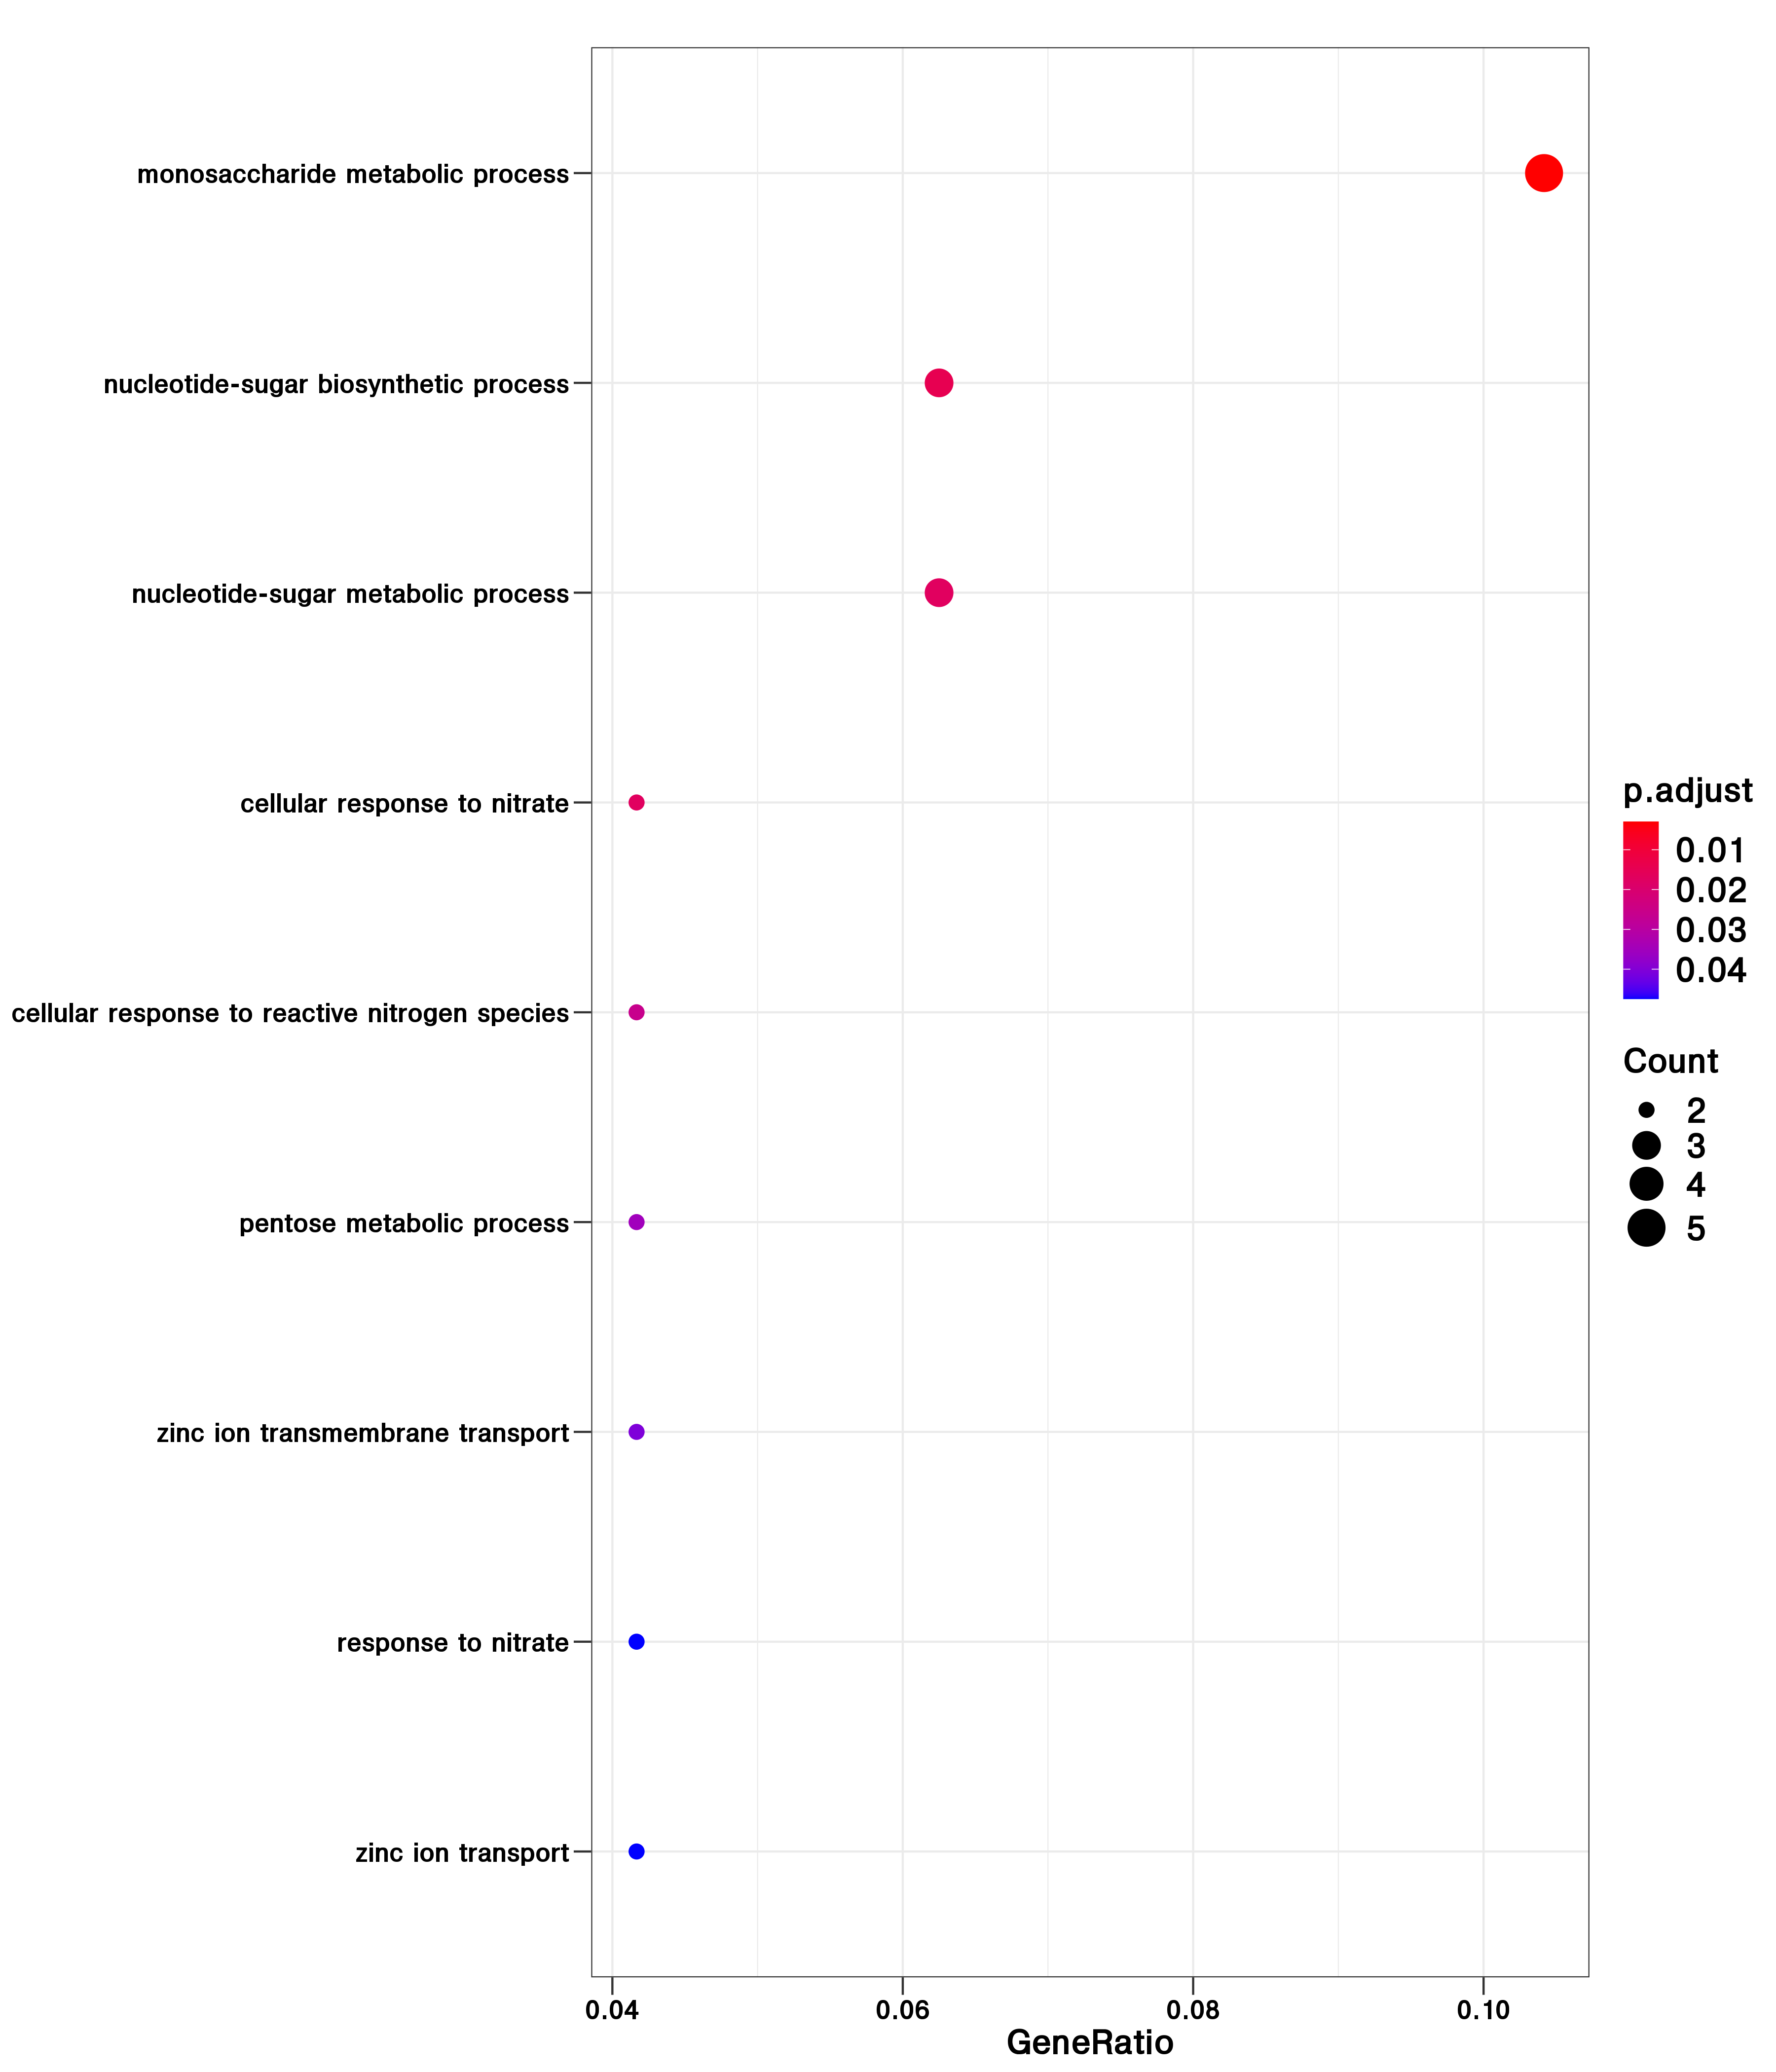 monosaccharide metabolic process
nucleotide-sugar biosynthetic process
nucleotide-sugar metabolic process
cellular response to nitrate
cellular response to reactive nitrogen species
pentose metabolic process
zinc ion transmembrane transport
response to nitrate
zinc ion transport
0.04 0.06 0.08 0.10
GeneRatio
p.adjust
0.01
0.02
0.03
0.04
Count
2
3
4
5